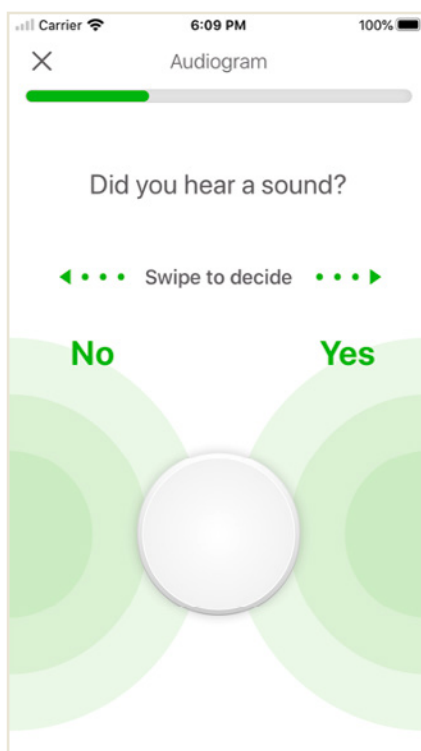 Carrier 6:09 PM 100%
Audiogram
Did you hear a sound?
Swipe to decide
No Yes